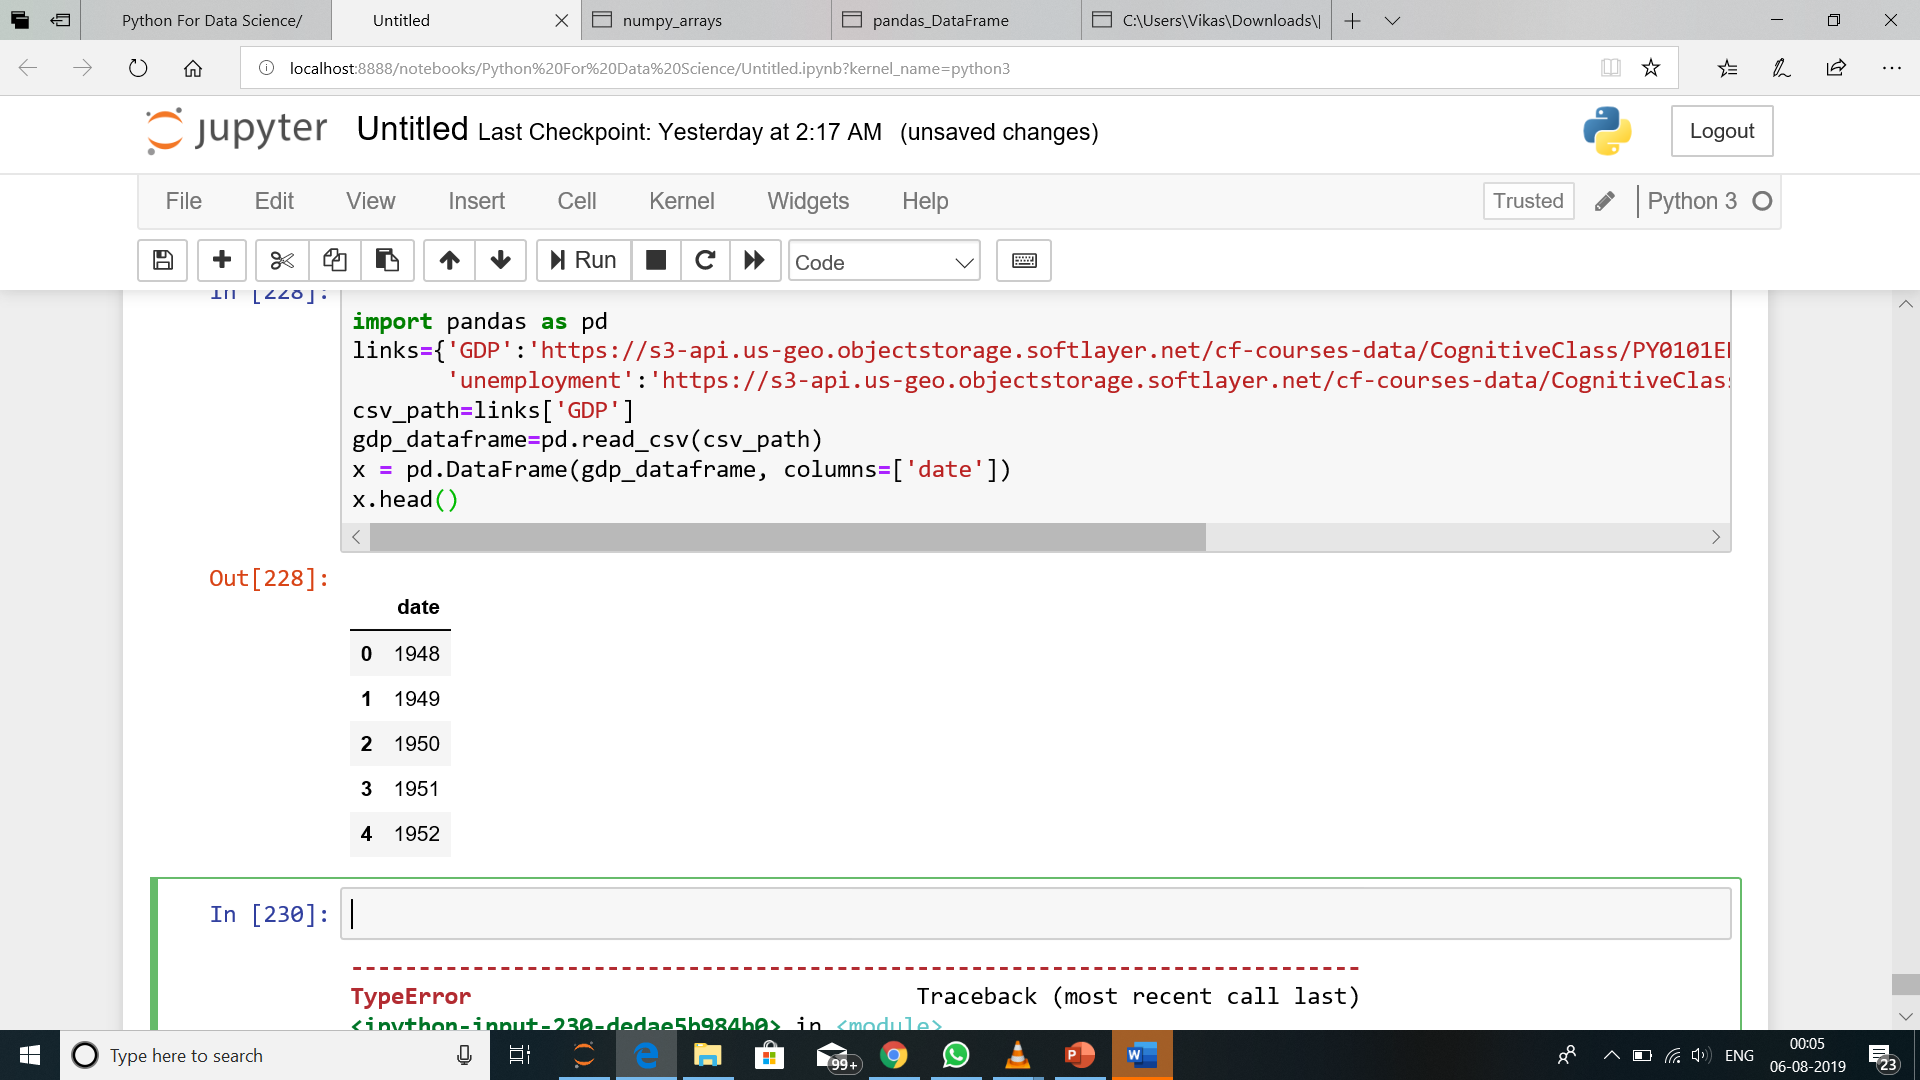 Python For Data Science/
Untitled
numpy_arrays
pandas_DataFrame
C:\Users\Vikas\Downloads\
localhost:8888/notebooks/Python%20For%20Data%20Science/Untitled.ipynb?kernel_name=python3
jupyter Untitled Last Checkpoint: Yesterday at 2:17 AM (unsaved changes)
Logout
File Edit View Insert Cell Kernel Widgets Help
Trusted
Python 3
Run
Code
In [228]:
import pandas as pd
links={'GDP':'https://s3-api.us-geo.objectstorage.softlayer.net/cf-courses-data/CognitiveClass/PY0101E
'unemployment':'https://s3-api.us-geo.objectstorage.softlayer.net/cf-courses-data/CognitiveClas
csv_path=links['GDP']
gdp_dataframe=pd.read_csv(csv_path)
x = pd.DataFrame(gdp_dataframe, columns=['date'])
x.head()
Out[228]:
date
0 1948
1 1949
2 1950
3 1951
4 1952
In [230]:
---------------------------------------------------------------------------
TypeError Traceback (most recent call last)
<ipython-input-230-dedae5b984b0> in <module>
Type here to search
99+
ENG
00:05
06-08-2019
23